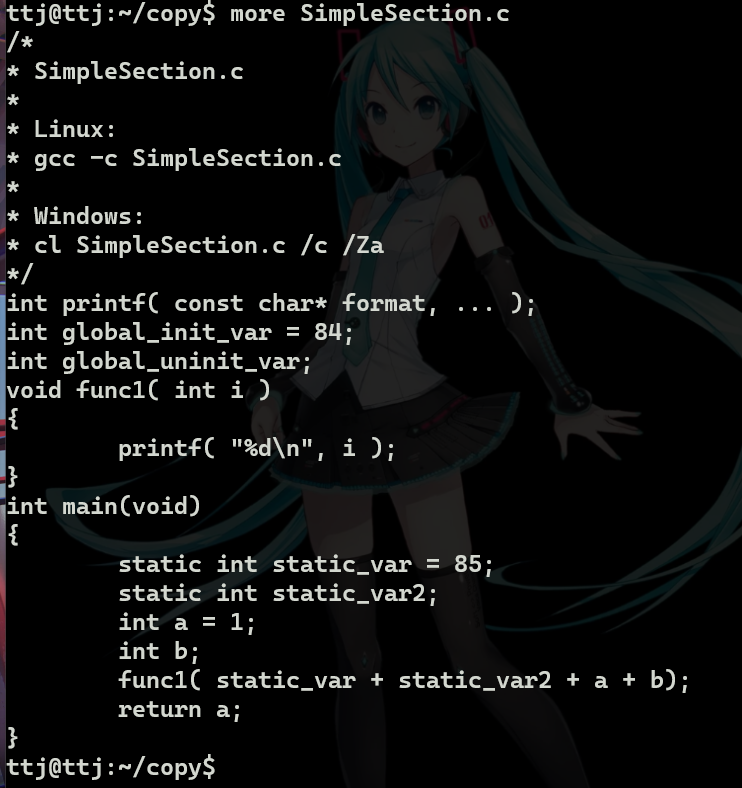 ttj@ttj:~/copy$ more SimpleSection.c
/*
* SimpleSection.c
*
* Linux:
* gcc -c SimpleSection.c
*
* Windows:
* cl SimpleSection.c /c /Za
*/
int printf( const char* format, ... );
int global_init_var = 84;
int global_uninit_var;
void func1( int i )
{
        printf( "%d\n", i );
}
int main(void)
{
        static int static_var = 85;
        static int static_var2;
        int a = 1;
        int b;
        func1( static_var + static_var2 + a + b);
        return a;
}
ttj@ttj:~/copy$